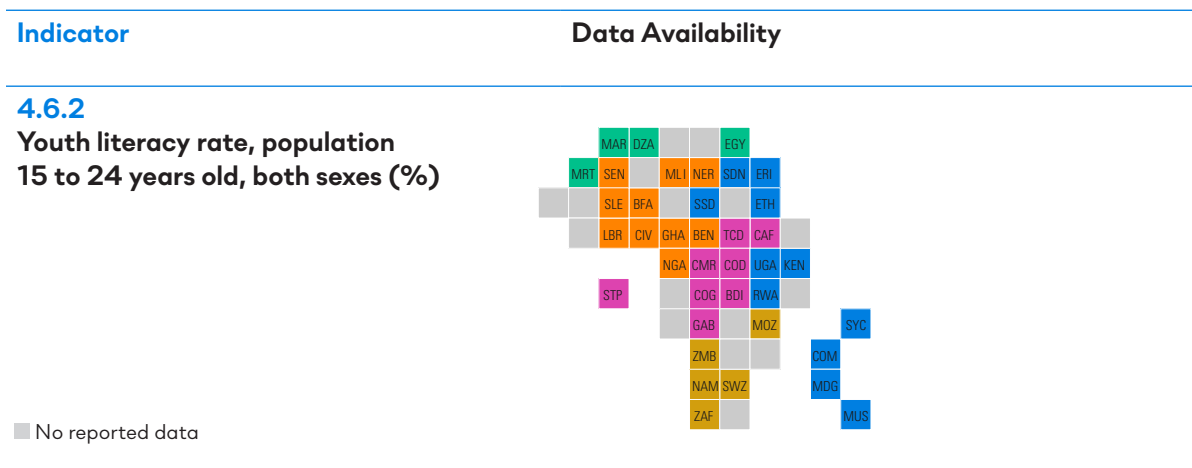 Indicator Data Availability
4.6.2
Youth literacy rate, population
15 to 24 years old, both sexes (%)
MAR DZA EGY
MRT SEN MLI NER SDN ERI
SLE BFA SSD ETH
LBR CIV GHA BEN TCD CAF
NGA CMR COD UGA KEN
STP COG BDI RWA
GAB MOZ SYC
ZMB COM
NAM SWZ MDG
ZAF MUS
No reported data